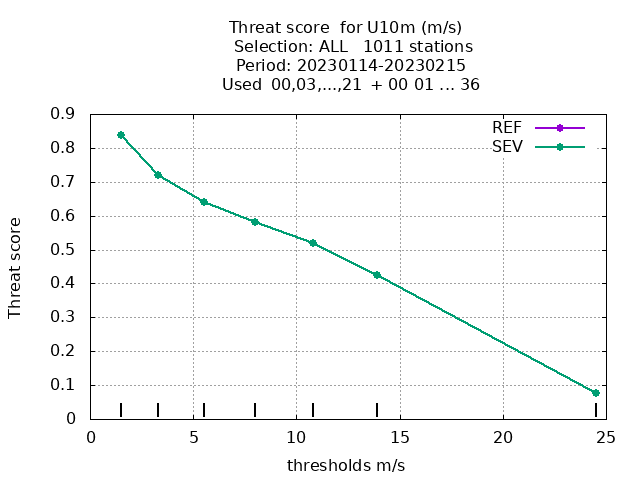 Threat score  for U10m (m/s)
Selection: ALL   1011 stations
Period: 20230114-20230215
Used  00,03,...,21  + 00 01 ... 36
REF
SEV
0.9
0.8
0.7
0.6
0.5
0.4
0.3
0.2
0.1
0
Threat score
0 5 10 15 20 25
thresholds m/s